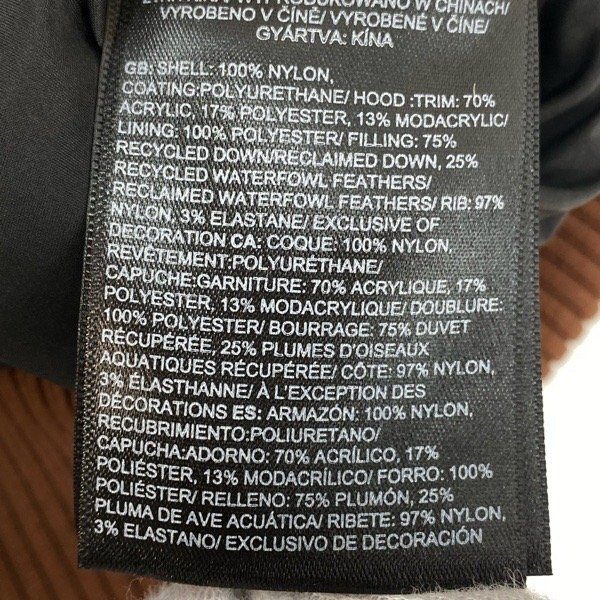 WYPRODUKOWANO W CHINACH/
VYROBENO V ČÍNĚ/ VYROBENÉ V ČÍNE/
GYÁRTVA: KÍNA
GB: SHELL: 100% NYLON,
COATING:POLYURETHANE/ HOOD :TRIM: 70%
ACRYLIC, 17% POLYESTER, 13% MODACRYLIC/
LINING: 100% POLYESTER/ FILLING: 75%
RECYCLED DOWN/RECLAIMED DOWN, 25%
RECYCLED WATERFOWL FEATHERS/
RECLAIMED WATERFOWL FEATHERS/ RIB: 97%
NYLON, 3% ELASTANE/ EXCLUSIVE OF
DECORATION CA: COQUE: 100% NYLON,
REVÊTEMENT:POLYURÉTHANE/
CAPUCHE:GARNITURE: 70% ACRYLIQUE, 17%
POLYESTER, 13% MODACRYLIQUE/ DOUBLURE:
100% POLYESTER/ BOURRAGE: 75% DUVET
RÉCUPÉRÉE, 25% PLUMES D'OISEAUX
AQUATIQUES RÉCUPÉRÉE/ CÔTE: 97% NYLON,
3% ÉLASTHANNE/ À L'EXCEPTION DES
DÉCORATIONS ES: ARMAZÓN: 100% NYLON,
RECUBRIMIENTO:POLIURETANO/
CAPUCHA:ADORNO: 70% ACRÍLICO, 17%
POLIÉSTER, 13% MODACRÍLICO/ FORRO: 100%
POLIÉSTER/ RELLENO: 75% PLUMÓN, 25%
PLUMA DE AVE ACUÁTICA/ RIBETE: 97% NYLON,
3% ELASTANO/ EXCLUSIVO DE DECORACIÓN